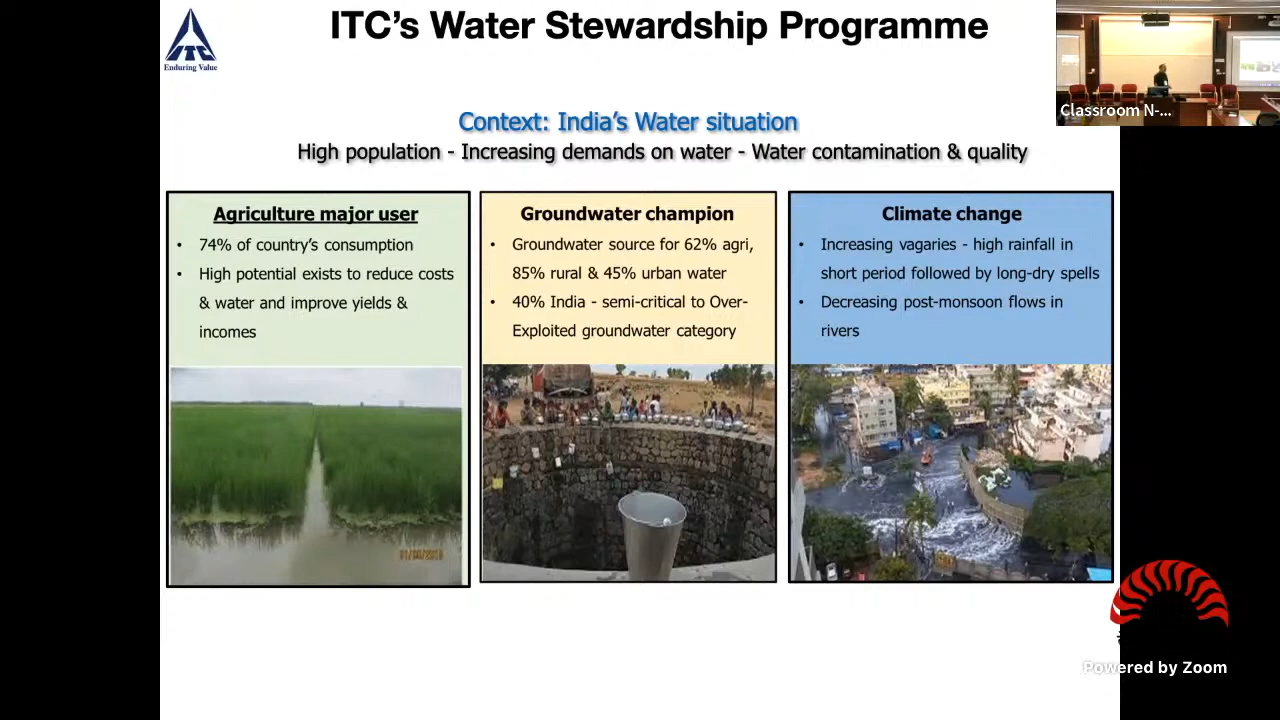 ITC's Water Stewardship Programme
ITC
Enduring Value
Classroom N-...
Context: India's Water situation
High population - Increasing demands on water - Water contamination & quality
Agriculture major user
• 74% of country's consumption
• High potential exists to reduce costs
& water and improve yields &
incomes
Groundwater champion
• Groundwater source for 62% agri,
85% rural & 45% urban water
• 40% India - semi-critical to Over-
Exploited groundwater category
Climate change
• Increasing vagaries - high rainfall in
short period followed by long-dry spells
• Decreasing post-monsoon flows in
rivers
Powered by Zoom